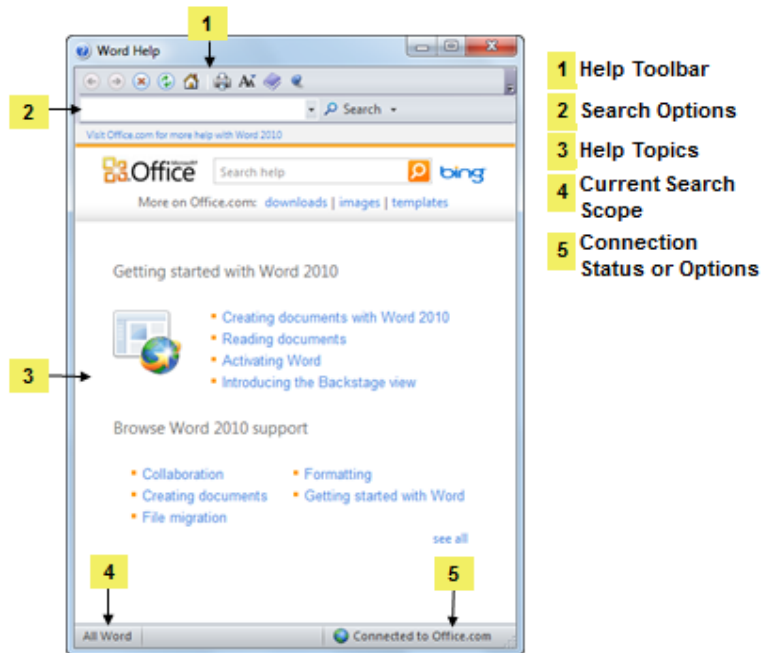 1
Word Help
1 Help Toolbar
2 Search Options
3 Help Topics
4 Current Search
Scope
5 Connection
Status or Options
2
Search
Visit Office.com for more help with Word 2010
Microsoft
Office
Search help
bing
More on Office.com: downloads | images | templates
Getting started with Word 2010
Creating documents with Word 2010
Reading documents
Activating Word
Introducing the Backstage view
3
Browse Word 2010 support
Collaboration
Creating documents
File migration
Formatting
Getting started with Word
see all
4
5
All Word
Connected to Office.com